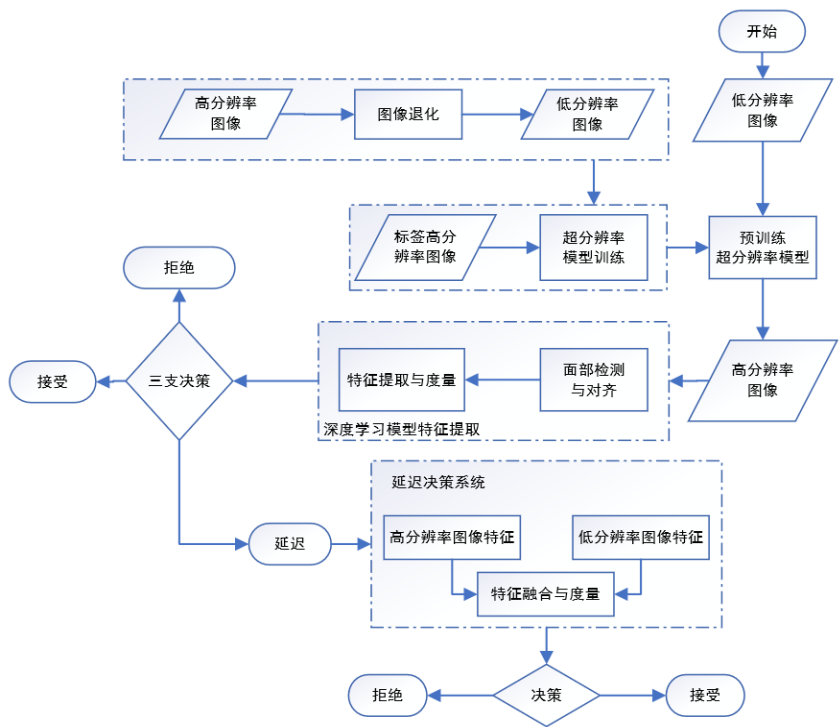 开始
高分辨率
图像
图像退化
低分辨率
图像
低分辨率
图像
标签高分
辨率图像
超分辨率
模型训练
预训练
超分辨率模型
拒绝
接受
三支决策
特征提取与度量
面部检测
与对齐
高分辨率
图像
深度学习模型特征提取
延迟决策系统
延迟
高分辨率图像特征
低分辨率图像特征
特征融合与度量
拒绝
决策
接受